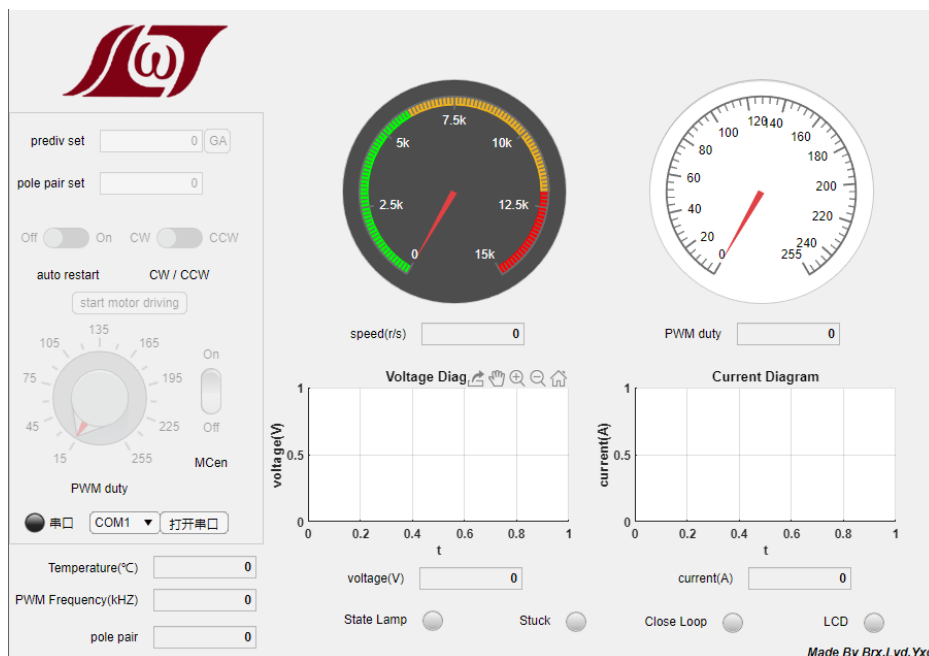 ω
prediv set 0 GA
pole pair set 0
Off On CW CCW
auto restart CW / CCW
start motor driving
15 45 75 105 135 165 195 225 255
On
Off
MCen
PWM duty
串口 COM1 打开串口
Temperature(℃) 0
PWM Frequency(kHZ) 0
pole pair 0
0 2.5k 5k 7.5k 10k 12.5k 15k
speed(r/s) 0
0 20 40 60 80 100 120 140 160 180 200 220 240 255
PWM duty 0
Voltage Diag
voltage(V)
1
0.5
0
0 0.2 0.4 0.6 0.8 1
t
voltage(V) 0
Current Diagram
current(A)
1
0.5
0
0 0.2 0.4 0.6 0.8 1
t
current(A) 0
State Lamp Stuck Close Loop LCD
Made By Brx,Lyd,Yx